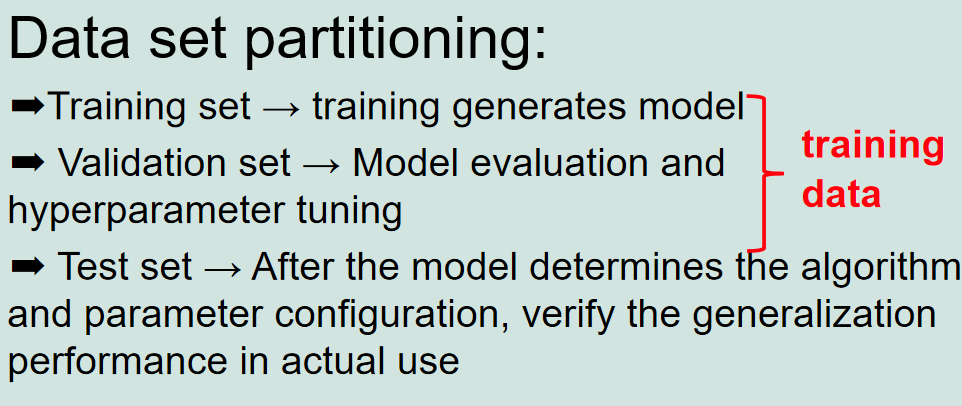 Data set partitioning:
➡Training set → training generates model
➡ Validation set → Model evaluation and
hyperparameter tuning
training
data
➡ Test set → After the model determines the algorithm
and parameter configuration, verify the generalization
performance in actual use